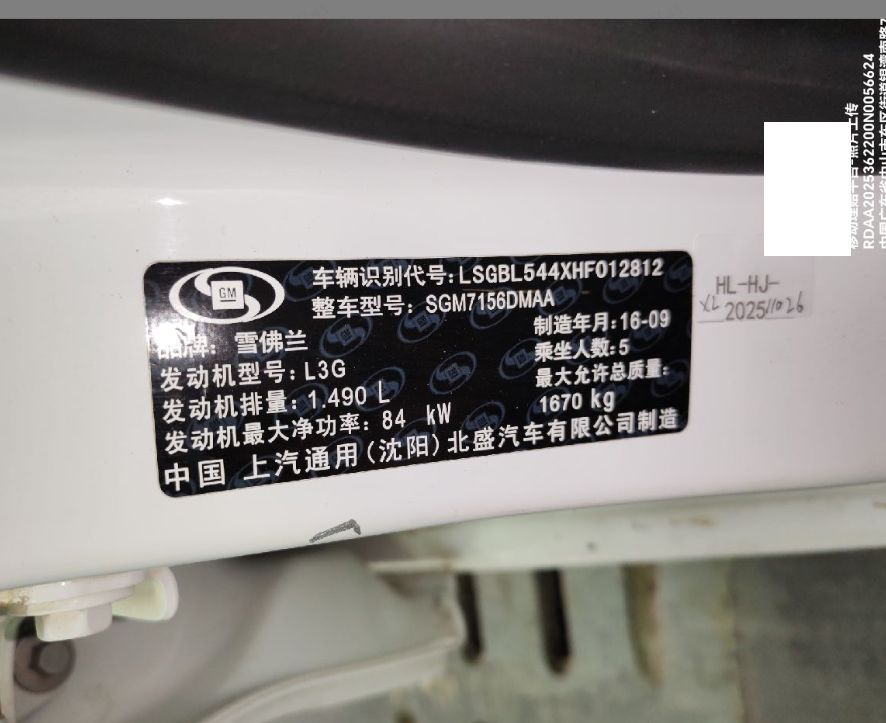 GM
车辆识别代号:LSGBL544XHF012812
整车型号:SGM7156DMAA
品牌:雪佛兰
制造年月:16-09
发动机型号:L3G
乘坐人数:5
发动机排量:1.490 L
最大允许总质量:
1670 kg
发动机最大净功率:84 kW
中国 上汽通用(沈阳)北盛汽车有限公司制造
HL-HJ-
XL 20251026
照片上传
RDAA2025362200N0056624